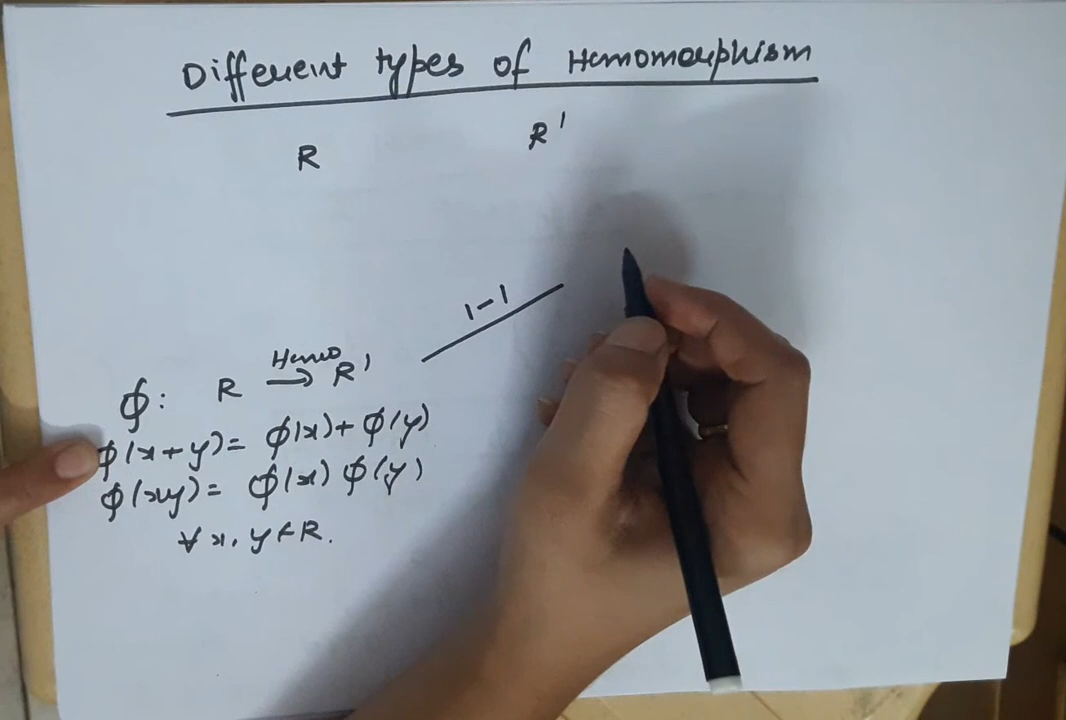 Different types of Homomorphism
R R'
1-1
Homo
ϕ: R → R'
ϕ(x+y)= ϕ(x)+ ϕ(y)
ϕ(xy)= ϕ(x) ϕ(y)
∀ x, y ∈ R.